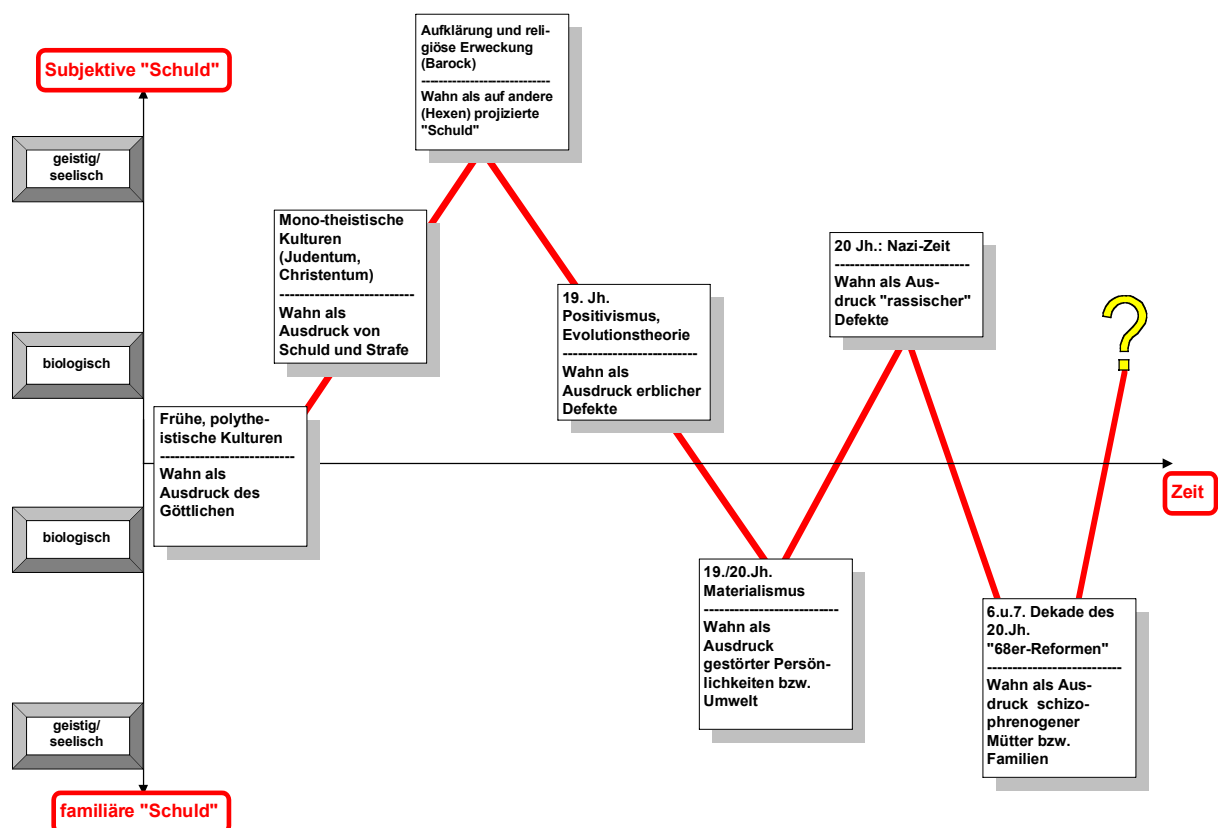 Subjektive "Schuld"
geistig/
seelisch
biologisch
biologisch
geistig/
seelisch
familiäre "Schuld"
Frühe, polythe-
istische Kulturen
---------------------------
Wahn als
Ausdruck des
Göttlichen
Mono-theistische
Kulturen
(Judentum,
Christentum)
---------------------------
Wahn als
Ausdruck von
Schuld und Strafe
Aufklärung und reli-
giöse Erweckung
(Barock)
---------------------------
Wahn als auf andere
(Hexen) projizierte
"Schuld"
19. Jh.
Positivismus,
Evolutionstheorie
---------------------------
Wahn als
Ausdruck erblicher
Defekte
19./20.Jh.
Materialismus
---------------------------
Wahn als
Ausdruck
gestörter Persön-
lichkeiten bzw.
Umwelt
20 Jh.: Nazi-Zeit
---------------------------
Wahn als Aus-
druck "rassischer"
Defekte
6.u.7. Dekade des
20.Jh.
"68er-Reformen"
---------------------------
Wahn als Aus-
druck schizo-
phrenogener
Mütter bzw.
Familien
?
Zeit